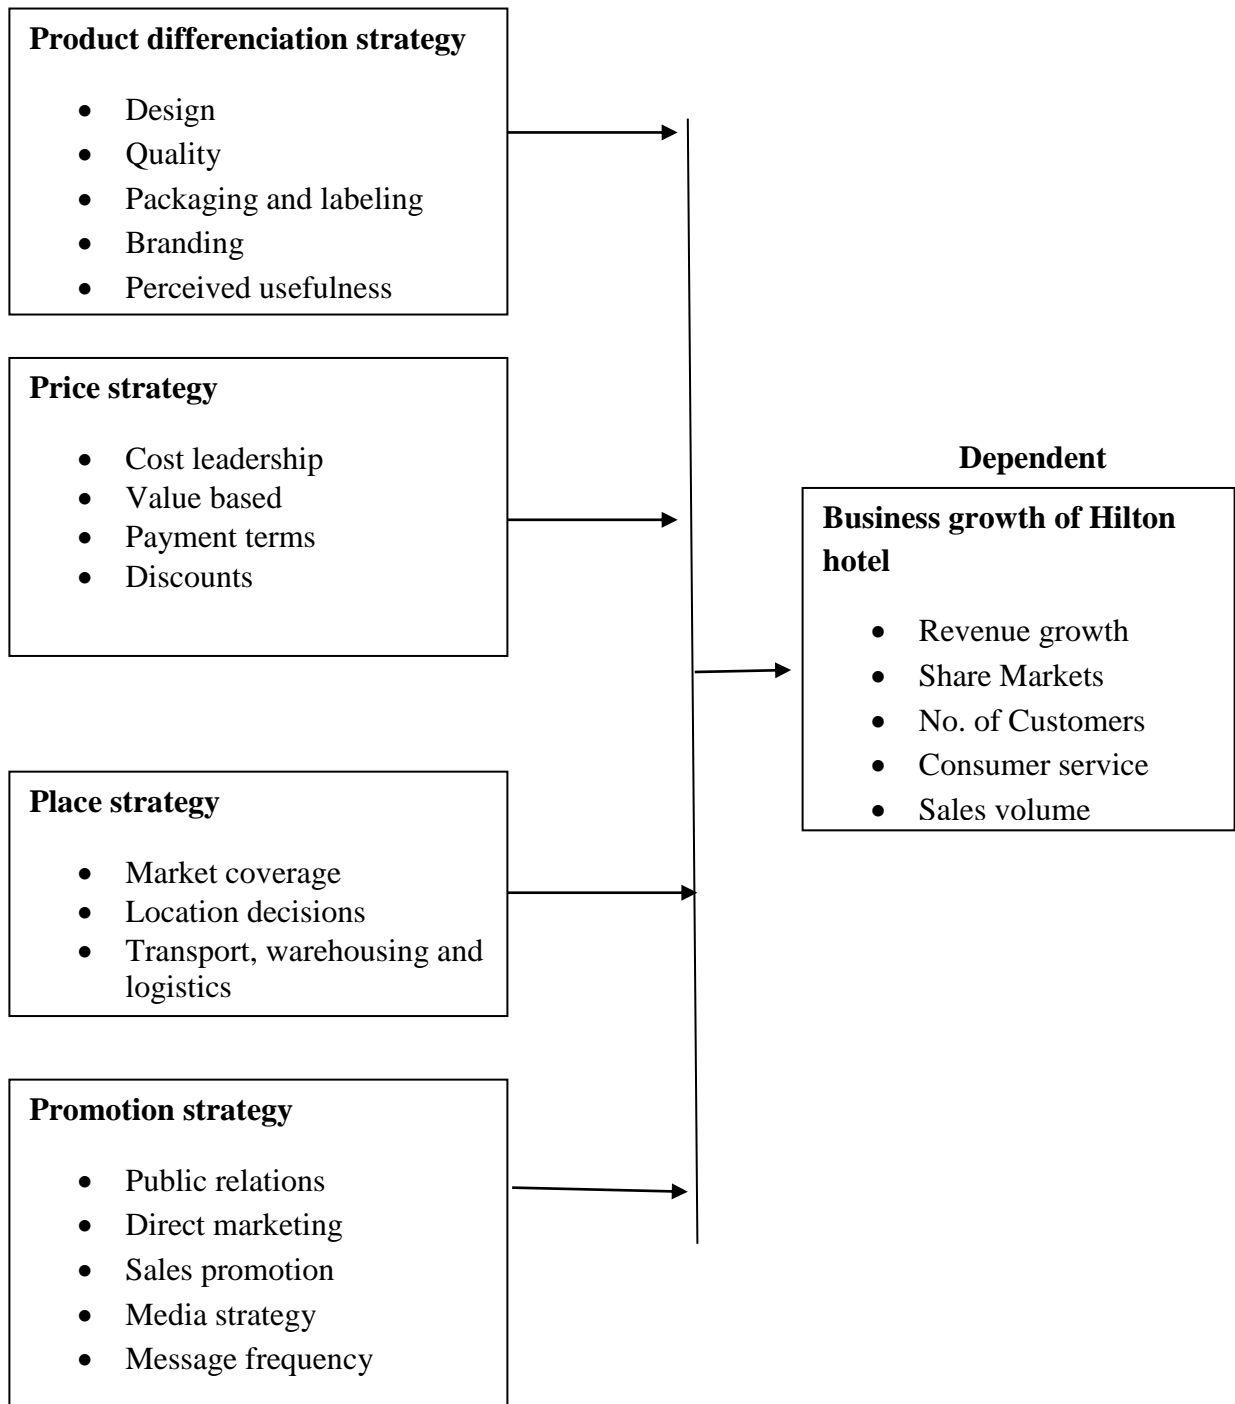 Product differenciation strategy
• Design
• Quality
• Packaging and labeling
• Branding
• Perceived usefulness
Price strategy
• Cost leadership
• Value based
• Payment terms
• Discounts
Dependent
Business growth of Hilton
hotel
• Revenue growth
• Share Markets
• No. of Customers
• Consumer service
• Sales volume
Place strategy
• Market coverage
• Location decisions
• Transport, warehousing and
logistics
Promotion strategy
• Public relations
• Direct marketing
• Sales promotion
• Media strategy
• Message frequency